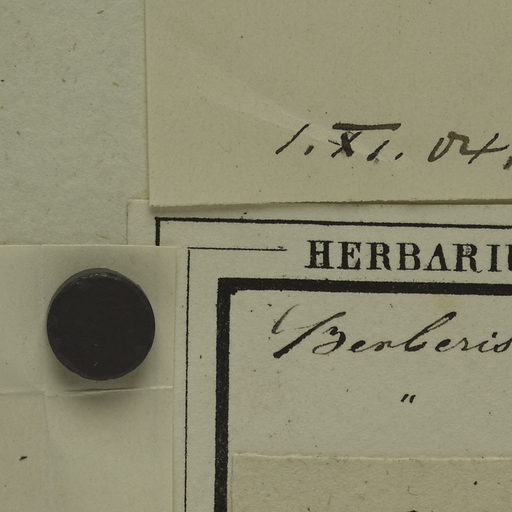 1. XI. 04.
HERBARIU
Berberis
"